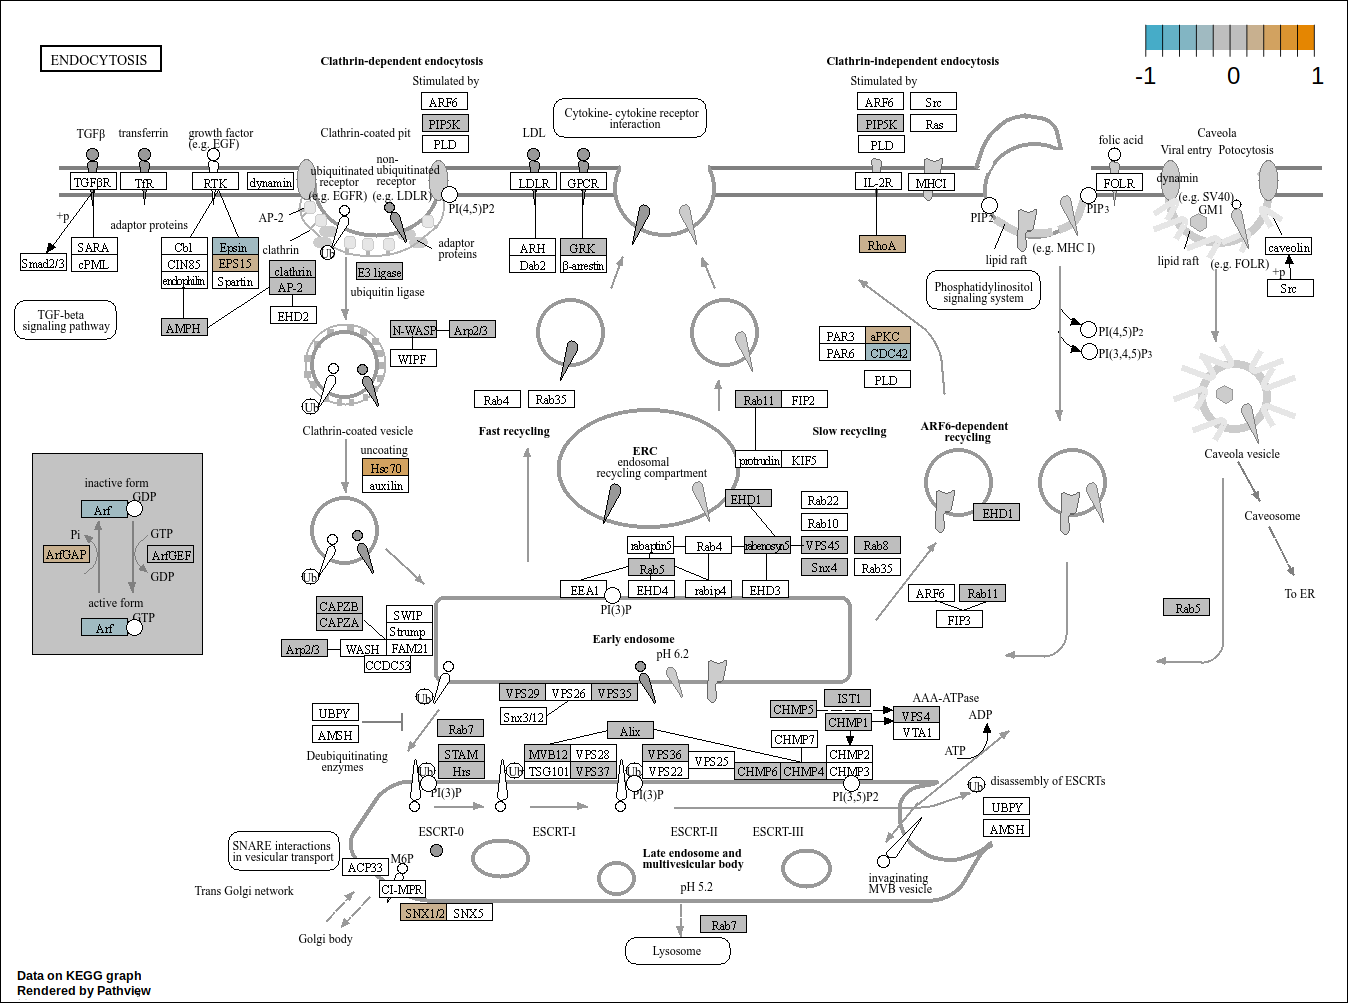 ENDOCYTOSIS
-1
0
1
Clathrin-dependent endocytosis
Stimulated by
ARF6
PIP5K
PLD
Clathrin-independent endocytosis
Stimulated by
ARF6
Src
PIP5K
Ras
PLD
Cytokine- cytokine receptor
interaction
TGFβ
transferrin
growth factor
(e.g. EGF)
Clathrin-coated pit
LDL
folic acid
Caveola
Viral entry
Potocytosis
TGFβR
TfR
RTK
dynamin
ubiquitinated
receptor
(e.g. EGFR)
non-
ubiquitinated
receptor
(e.g. LDLR)
LDLR
GPCR
IL-2R
MHCI
FOLR
dynamin
(e.g. SV40)
GM1
PI(4,5)P2
PIP2
PIP3
+p
adaptor proteins
AP-2
clathrin
Ub
adaptor
proteins
Smad2/3
SARA
cPML
Cbl
CIN85
endophilin
Epsin
EPS15
Spartin
clathrin
AP-2
EHD2
AMPH
E3 ligase
ubiquitin ligase
ARH
Dab2
GRK
β-arrestin
RhoA
(e.g. MHC I)
lipid raft
lipid raft
(e.g. FOLR)
caveolin
+p
Src
TGF-beta
signaling pathway
Phosphatidylinositol
signaling system
N-WASP
Arp2/3
WIPF
PAR3
aPKC
PAR6
CDC42
PLD
PI(4,5)P2
PI(3,4,5)P3
Ub
Clathrin-coated vesicle
uncoating
Hsc70
auxilin
Rab4
Rab35
Fast recycling
Rab11
FIP2
Slow recycling
protrudin
KIF5
ERC
endosomal
recycling compartment
ARF6-dependent
recycling
Caveola vesicle
Caveosome
To ER
inactive form
GDP
Arf
Pi
GTP
ArfGAP
ArfGEF
GDP
active form
GTP
Arf
Ub
EHD1
Rab22
Rab10
EHD1
rabaptin5
Rab4
rabenosyn5
VPS45
Rab8
Rab5
Snx4
Rab35
EEA1
EHD4
rabip4
EHD3
PI(3)P
ARF6
Rab11
FIP3
Rab5
CAPZB
CAPZA
SWIP
Strump
Arp2/3
WASH
FAM21
CCDC53
Early endosome
pH 6.2
Ub
VPS29
VPS26
VPS35
Snx3/12
UBPY
AMSH
Deubiquitinating
enzymes
Rab7
STAM
Hrs
Ub
PI(3)P
Alix
MVB12
VPS28
TSG101
VPS37
Ub
VPS36
VPS22
VPS25
Ub
PI(3)P
CHMP5
IST1
CHMP1
CHMP7
CHMP2
CHMP6
CHMP4
CHMP3
PI(3,5)P2
AAA-ATPase
VPS4
VTA1
ADP
ATP
Ub
disassembly of ESCRTs
UBPY
AMSH
ESCRT-0
ESCRT-I
ESCRT-II
ESCRT-III
SNARE interactions
in vesicular transport
ACP33
M6P
CI-MPR
Late endosome and
multivesicular body
pH 5.2
invaginating
MVB vesicle
Trans Golgi network
SNX1/2
SNX5
Golgi body
Rab7
Lysosome
Data on KEGG graph
Rendered by Pathview